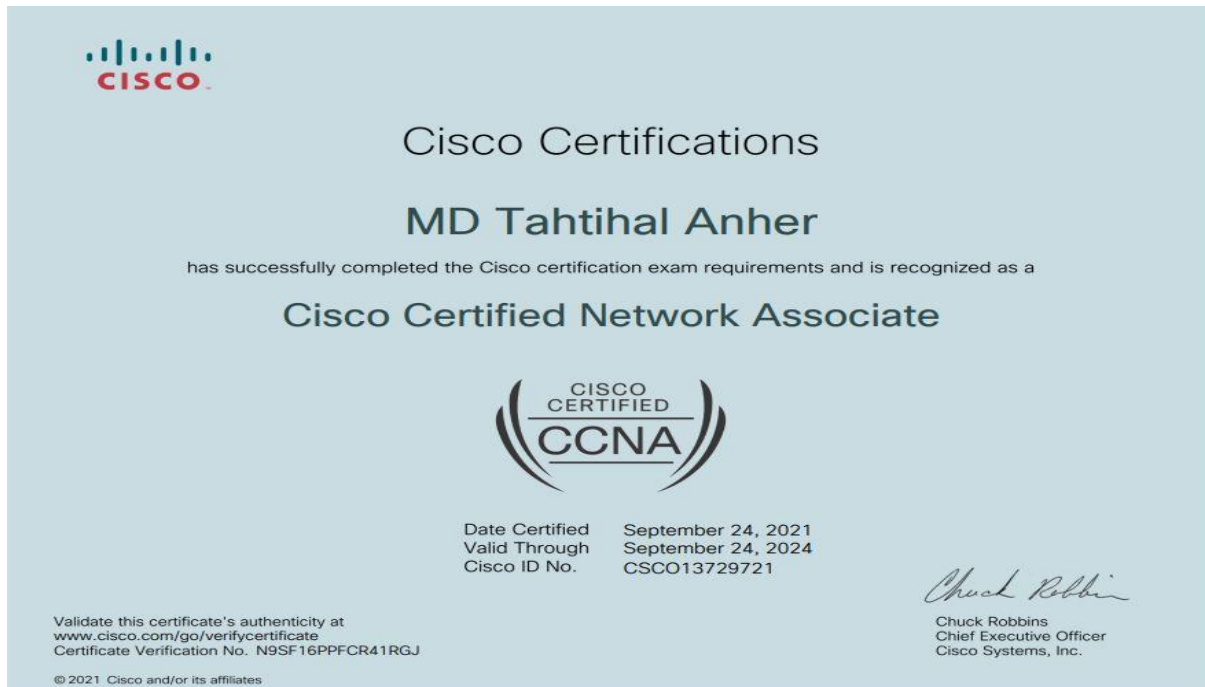 CISCO
Cisco Certifications
MD Tahtihal Anher
has successfully completed the Cisco certification exam requirements and is recognized as a
Cisco Certified Network Associate
CISCO
CERTIFIED
CCNA
Date Certified September 24, 2021
Valid Through September 24, 2024
Cisco ID No. CSCO13729721
Chuck Robbin
Validate this certificate's authenticity at
www.cisco.com/go/verifycertificate
Certificate Verification No. N9SF16PPFCR41RGJ
© 2021 Cisco and/or its affiliates
Chuck Robbins
Chief Executive Officer
Cisco Systems, Inc.